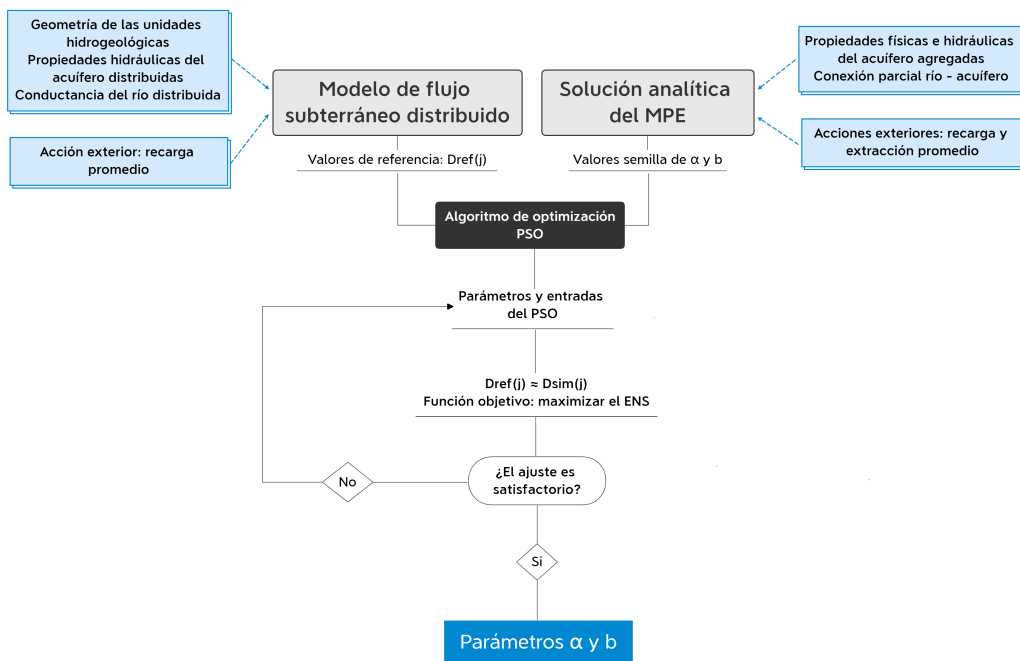 Geometría de las unidades
hidrogeológicas
Propiedades hidráulicas del
acuífero distribuidas
Conductancia del río distribuida
Acción exterior: recarga
promedio
Modelo de flujo
subterráneo distribuido
Valores de referencia: Dref(j)
Solución analítica
del MPE
Valores semilla de α y b
Propiedades físicas e hidráulicas
del acuífero agregadas
Conexión parcial río - acuífero
Acciones exteriores: recarga y
extracción promedio
Algoritmo de optimización
PSO
Parámetros y entradas
del PSO
Dref(j) ≈ Dsim(j)
Función objetivo: maximizar el ENS
¿El ajuste es
satisfactorio?
No
Si
Parámetros α y b